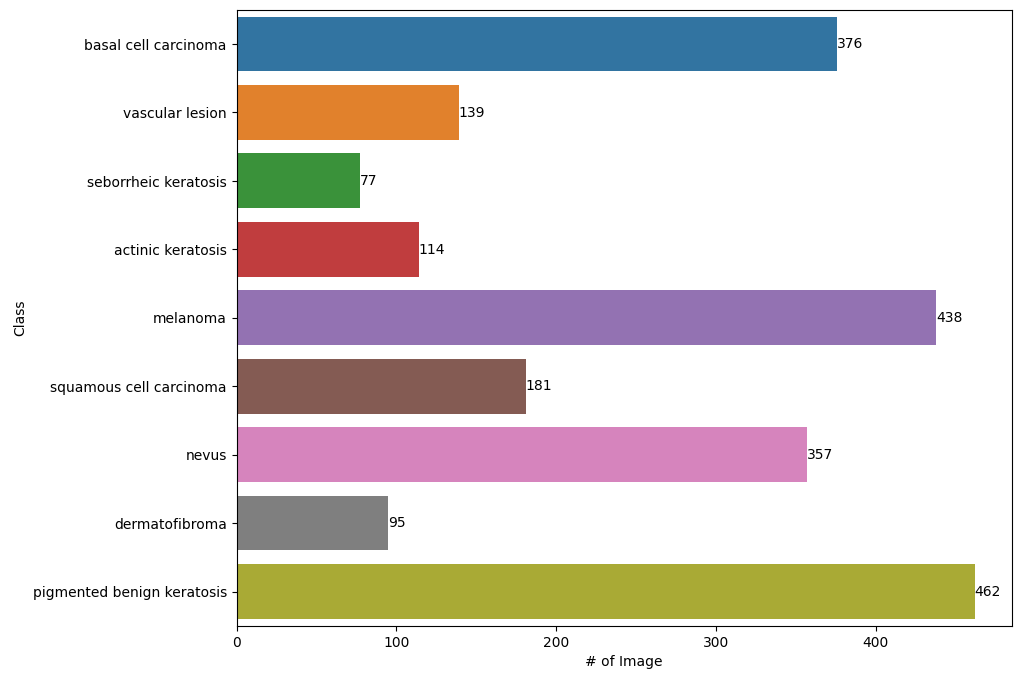 basal cell carcinoma 376
vascular lesion 139
seborrheic keratosis 77
actinic keratosis 114
melanoma 438
Class
squamous cell carcinoma 181
nevus 357
dermatofibroma 95
pigmented benign keratosis 462
0 100 200 300 400
# of Image